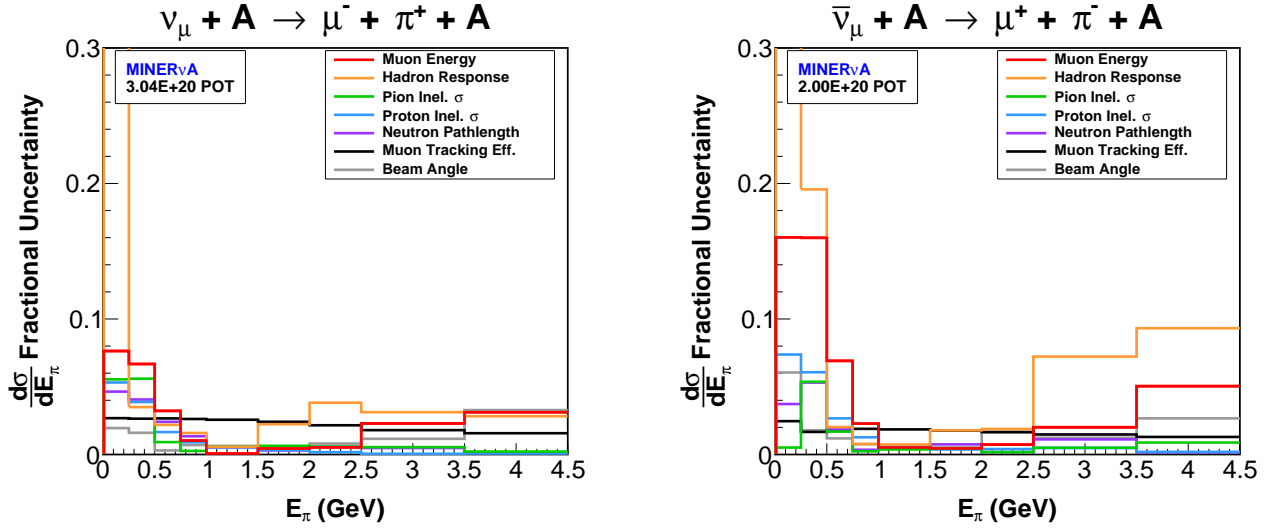 ν_μ + A → μ⁻ + π⁺ + A
0.3
MINERνA
3.04E+20 POT
Muon Energy
Hadron Response
Pion Inel. σ
Proton Inel. σ
Neutron Pathlength
Muon Tracking Eff.
Beam Angle
0.2
0.1
0
dσ/dE_π Fractional Uncertainty
0 0.5 1 1.5 2 2.5 3 3.5 4 4.5
E_π (GeV)
ν̄_μ + A → μ⁺ + π⁻ + A
0.3
MINERνA
2.00E+20 POT
Muon Energy
Hadron Response
Pion Inel. σ
Proton Inel. σ
Neutron Pathlength
Muon Tracking Eff.
Beam Angle
0.2
0.1
0
dσ/dE_π Fractional Uncertainty
0 0.5 1 1.5 2 2.5 3 3.5 4 4.5
E_π (GeV)